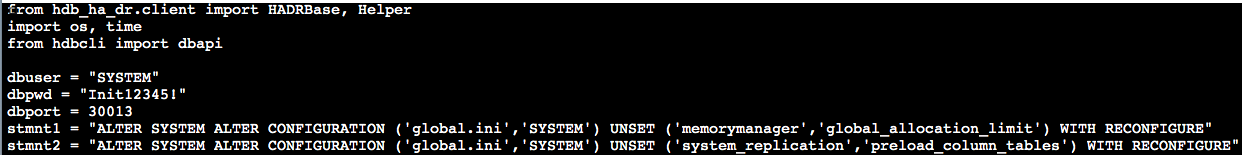 from hdb_ha_dr.client import HADRBase, Helper
import os, time
from hdbcli import dbapi
dbuser = "SYSTEM"
dbpwd = "Init12345!"
dbport = 30013
stmnt1 = "ALTER SYSTEM ALTER CONFIGURATION ('global.ini','SYSTEM') UNSET ('memorymanager','global_allocation_limit') WITH RECONFIGURE"
stmnt2 = "ALTER SYSTEM ALTER CONFIGURATION ('global.ini','SYSTEM') UNSET ('system_replication','preload_column_tables') WITH RECONFIGURE"